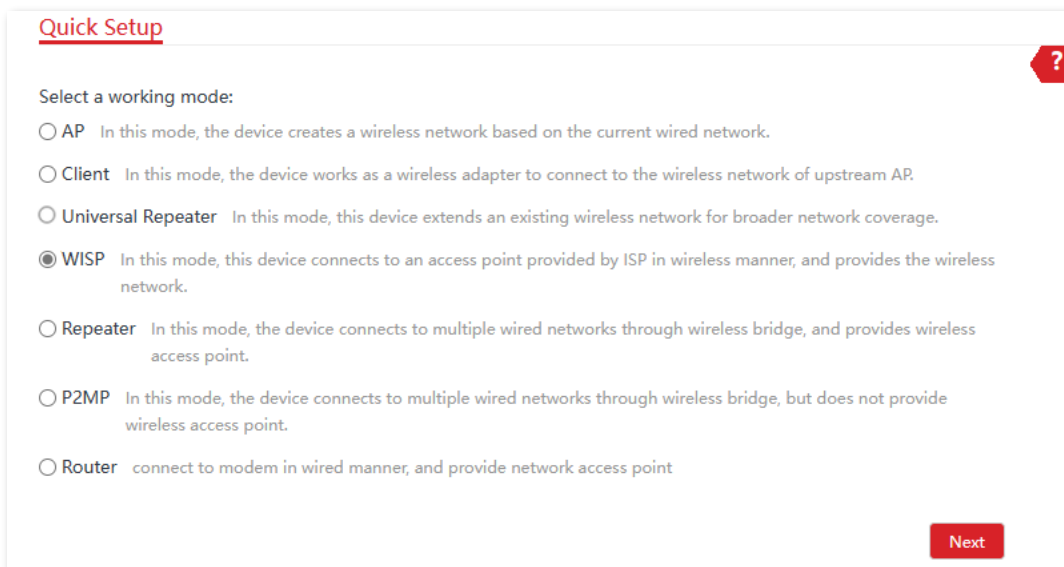 Quick Setup
?
Select a working mode:
AP In this mode, the device creates a wireless network based on the current wired network.
Client In this mode, the device works as a wireless adapter to connect to the wireless network of upstream AP.
Universal Repeater In this mode, this device extends an existing wireless network for broader network coverage.
WISP In this mode, this device connects to an access point provided by ISP in wireless manner, and provides the wireless
network.
Repeater In this mode, the device connects to multiple wired networks through wireless bridge, and provides wireless
access point.
P2MP In this mode, the device connects to multiple wired networks through wireless bridge, but does not provide
wireless access point.
Router connect to modem in wired manner, and provide network access point
Next